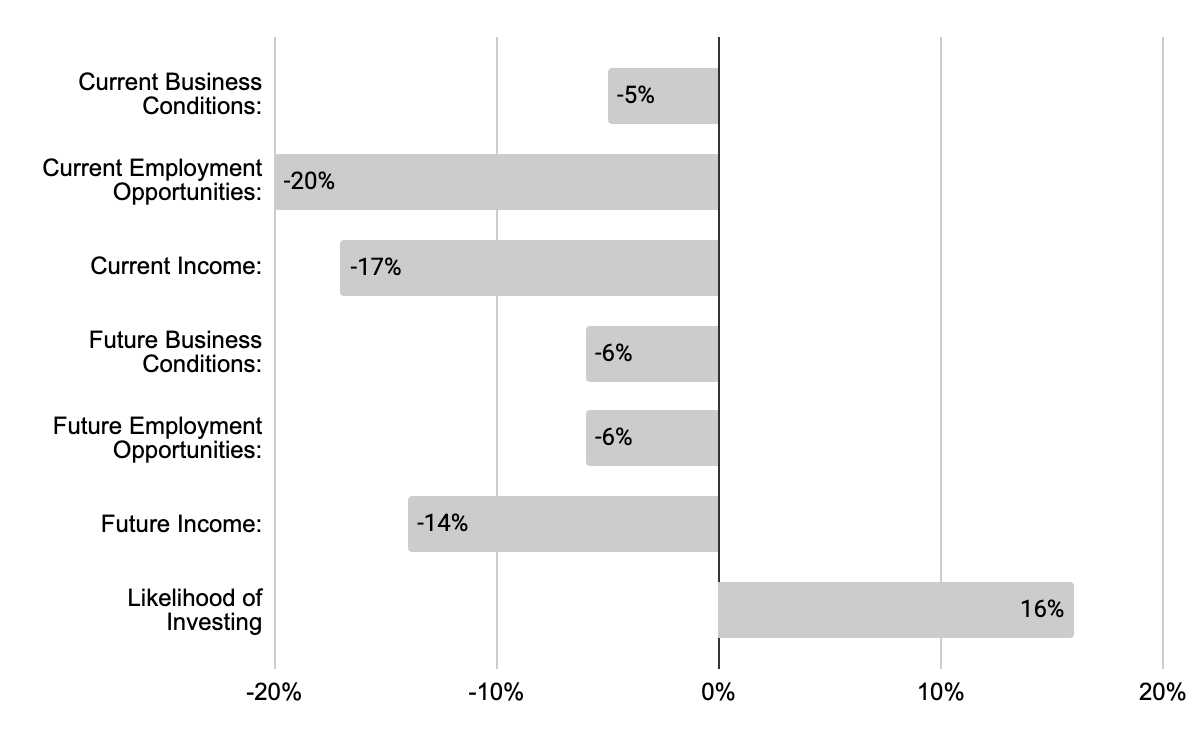 Current Business
Conditions:
-5%
Current Employment
Opportunities:
-20%
Current Income:
-17%
Future Business
Conditions:
-6%
Future Employment
Opportunities:
-6%
Future Income:
-14%
Likelihood of
Investing
16%
-20%
-10%
0%
10%
20%